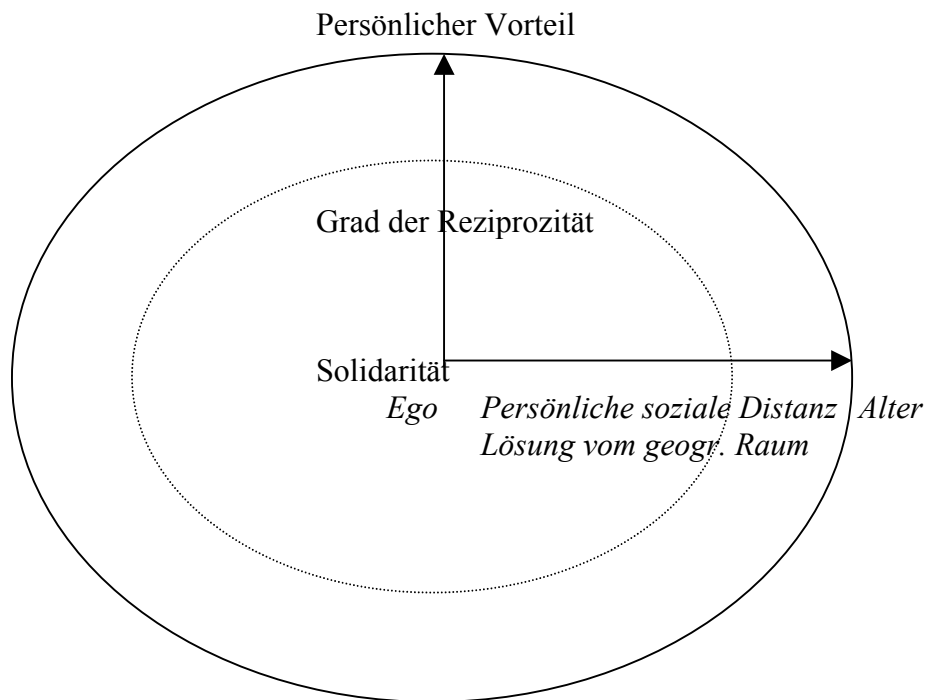 Persönlicher Vorteil
Grad der Reziprozität
Solidarität
Ego Persönliche soziale Distanz Alter
Lösung vom geogr. Raum